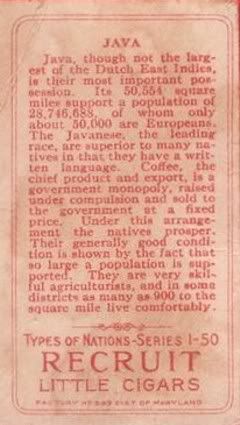 JAVA
Java, though not the larg-
est of the Dutch East Indies,
is their most important pos-
session. Its 50,554 square
miles support a population of
28,746,688, of whom only
about 50,000 are Europeans.
The Javanese, the leading
race, are superior to many na-
tives in that they have a writ-
ten language. Coffee, the
chief product and export, is a
government monopoly, raised
under compulsion and sold to
the government at a fixed
price. Under this arrange-
ment the natives prosper.
Their generally good condi-
tion is shown by the fact that
so large a population is sup-
ported. They are very skil-
ful agriculturists, and in some
districts as many as 900 to the
square mile live comfortably.
TYPES OF NATIONS-SERIES 1-50
RECRUIT
LITTLE CIGARS
FACTORY DIST OF MARYLAND